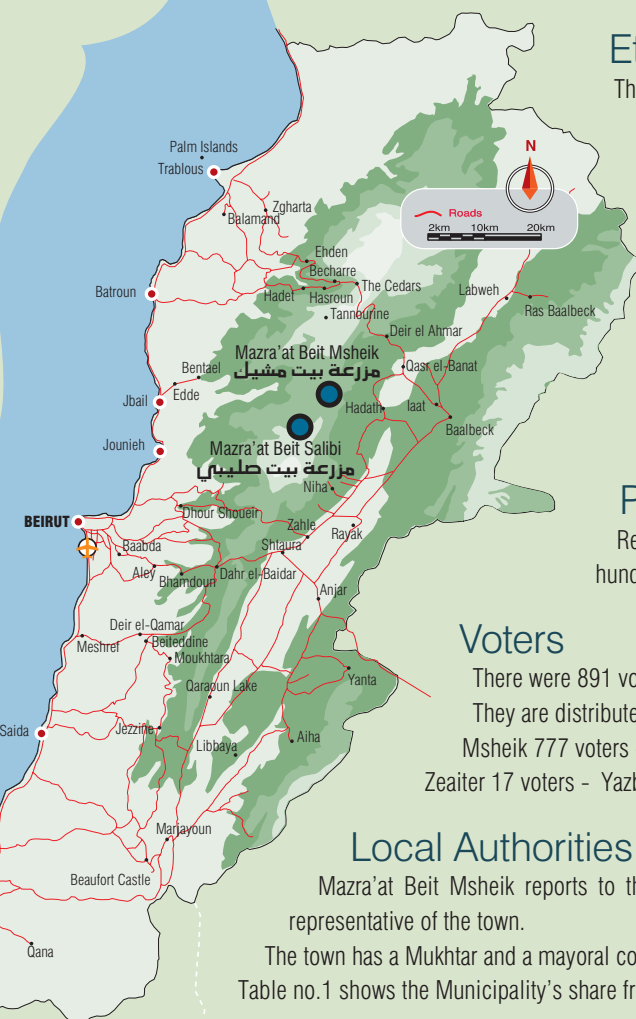 Et
Th
Palm Islands
Trablous
N
Zgharta
Balamand
Roads
2km 10km 20km
Ehden
Becharre
The Cedars
Batroun
Hadet
Hasroun
Labweh
Ras Baalbeck
Tannourine
Deir el Ahmar
Mazra'at Beit Msheik
مزرعة بيت مشيك
Qasr el-Banat
Bentael
Edde
Jbail
Hadath
Iaat
Baalbeck
Jounieh
Mazra'at Beit Salibi
مزرعة بيت صليبي
Niha
P
Dhour Shoueir
BEIRUT
Zahle
Rayak
Re
Baabda
Shtaura
Aley
Bhamdoun
Dahr el-Baidar
hund
Anjar
Deir el-Qamar
Meshref
Beiteddine
Moukhtara
Voters
There were 891 vo
Yanta
Qaraoun Lake
They are distribute
Saida
Jezzine
Libbaya
Aiha
Msheik 777 voters
Zeaiter 17 voters - Yazb
Marjayoun
Local Authorities
Beaufort Castle
Mazra'at Beit Msheik reports to th
representative of the town.
Qana
The town has a Mukhtar and a mayoral co
Table no.1 shows the Municipality's share fr